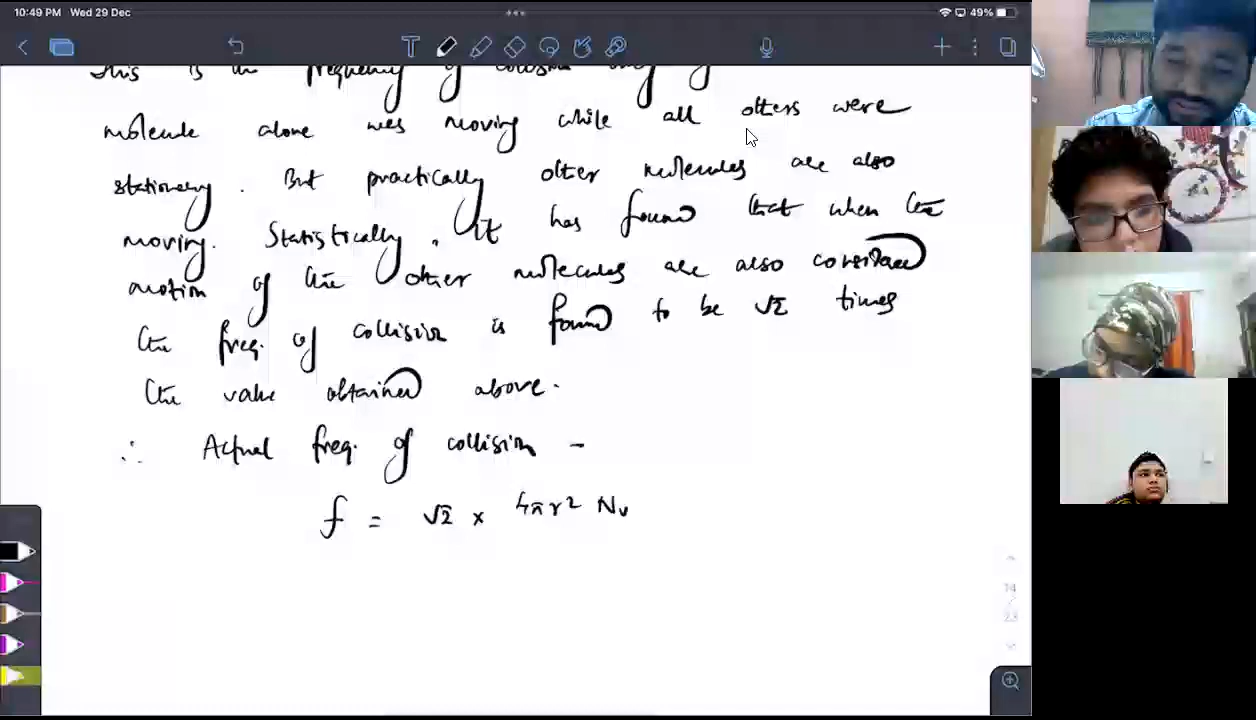 10:49 PM Wed 29 Dec
49%
This is the frequency of collision only if
molecule alone was moving while all others were
stationary. But practically other molecules are also
moving. Statistically, it has found that when the
motion of the other molecules are also considered
the freq. of collision is found to be √2 times
the value obtained above.
∴ Actual freq. of collision -
f = √2 × 4πr² Nv
14
23